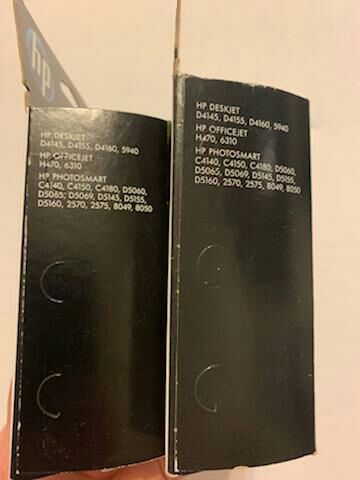 hp
HP DESKJET
D4145, D4155, D4160, 5940
HP OFFICEJET
H470, 6310
HP PHOTOSMART
C4140, C4150, C4180, D5060,
D5065, D5069, D5145, D5155,
D5160, 2570, 2575, 8049, 8050
HP DESKJET
D4145, D4155, D4160, 5940
HP OFFICEJET
H470, 6310
HP PHOTOSMART
C4140, C4150, C4180, D5060,
D5065, D5069, D5145, D5155,
D5160, 2570, 2575, 8049, 8050